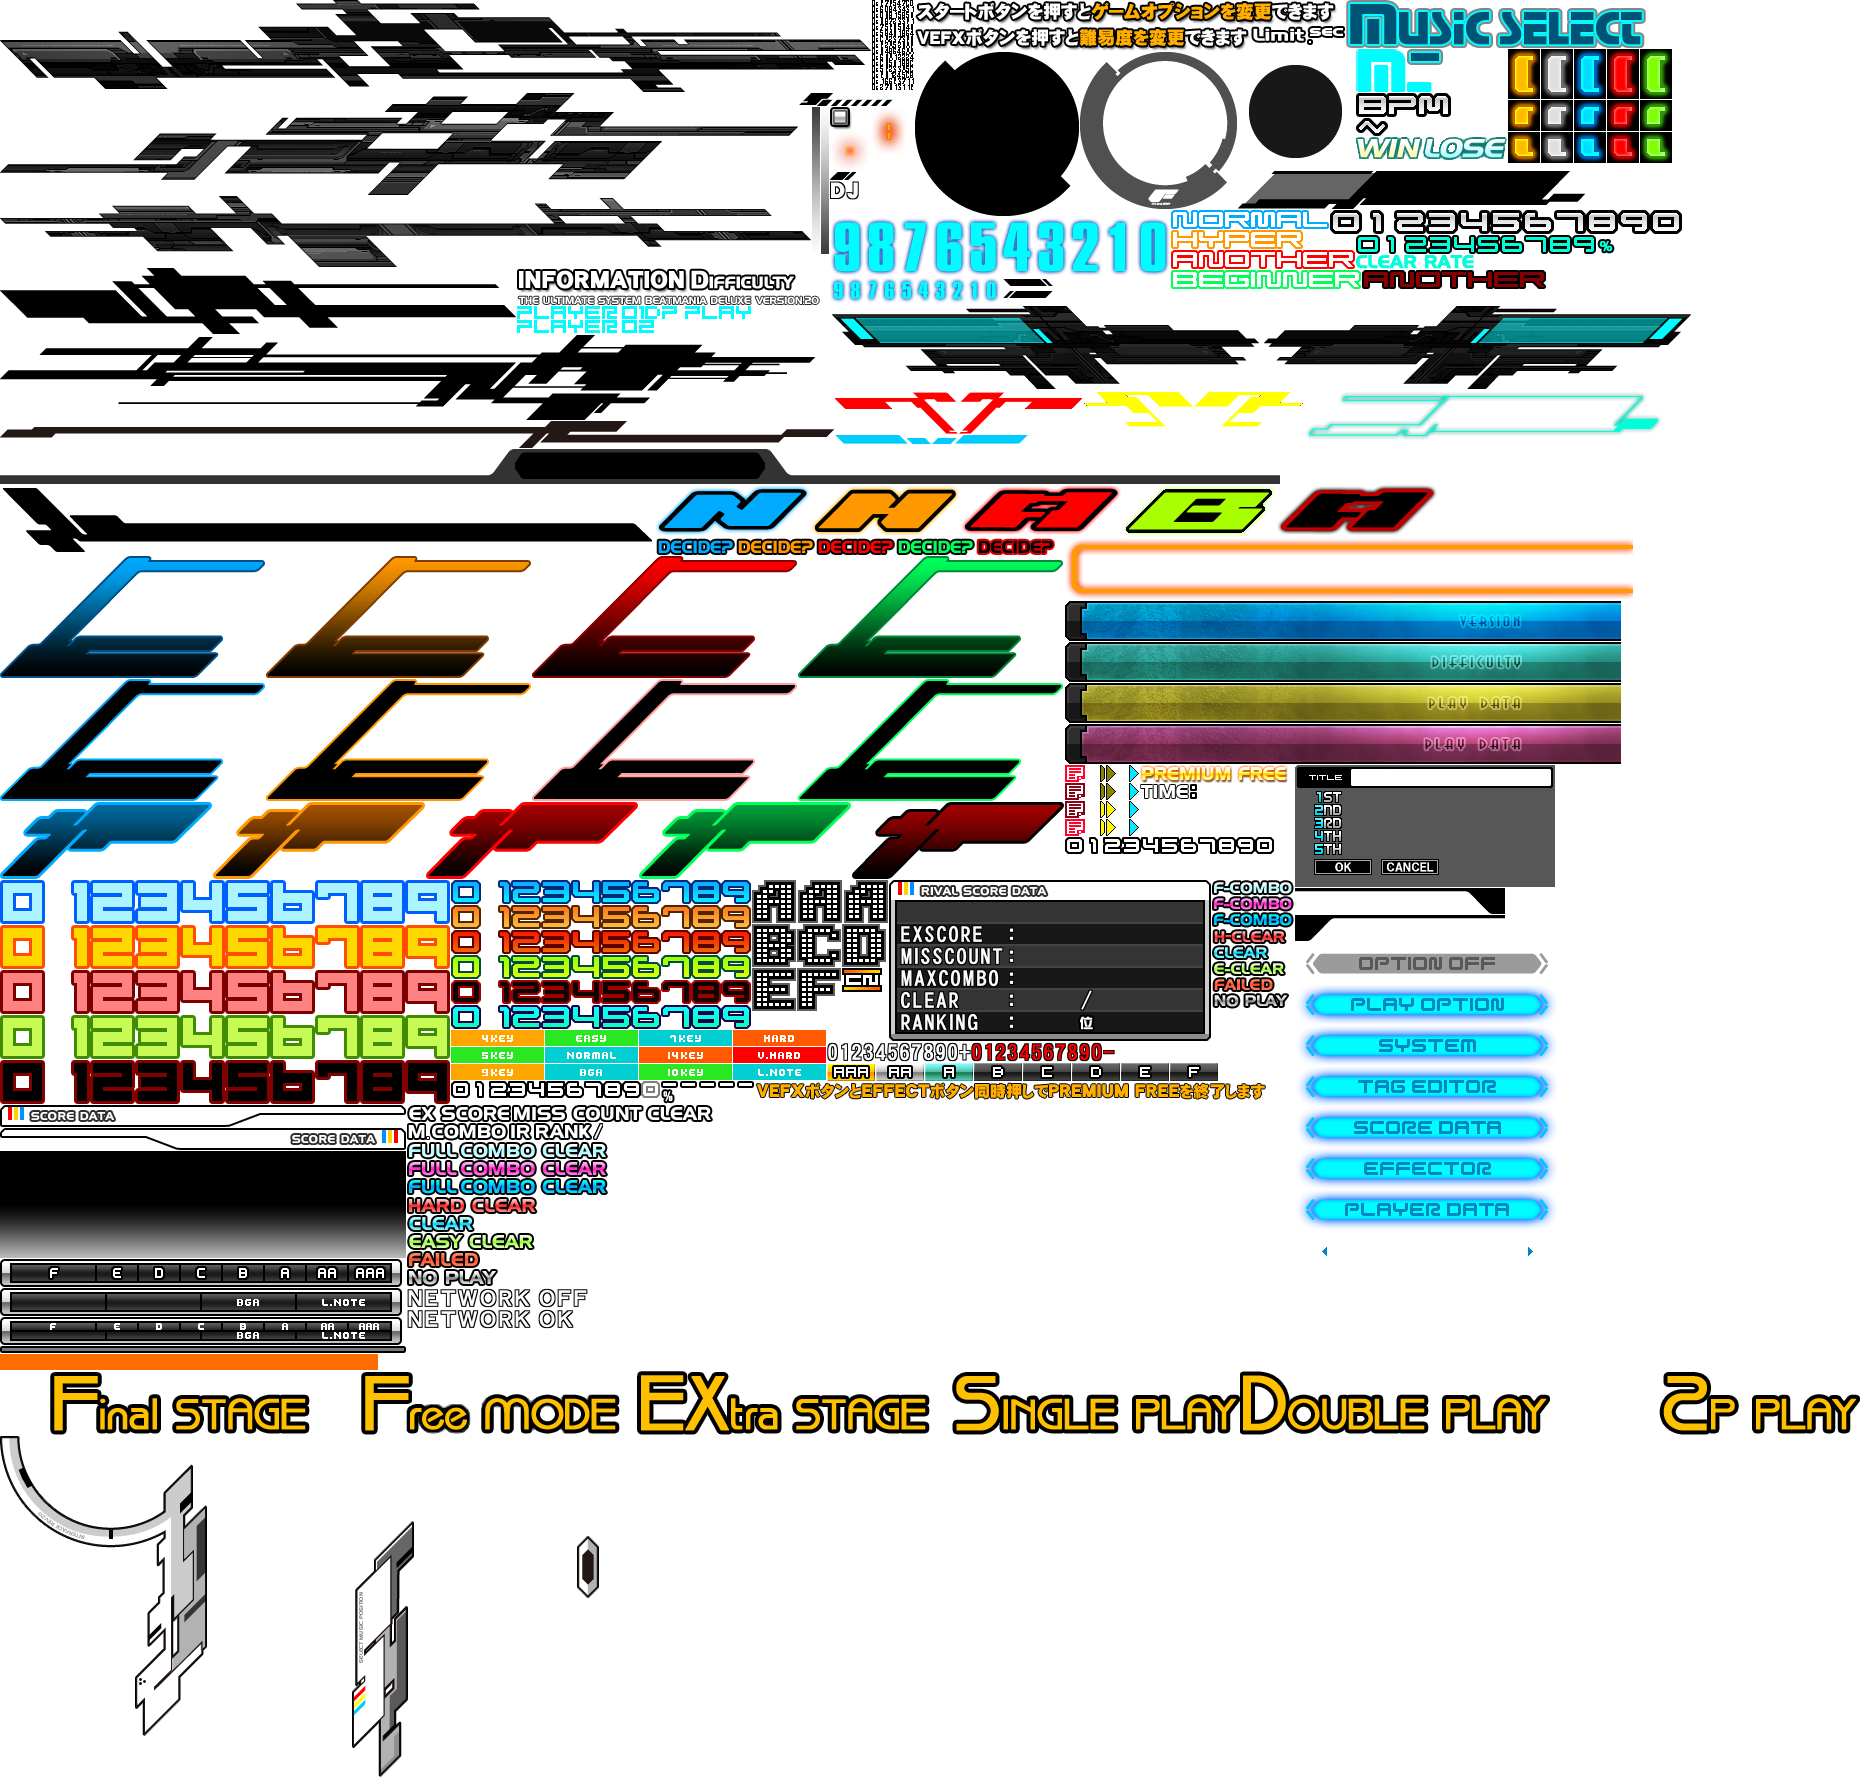 スタートボタンを押すとゲームオプションを変更できます
VEFXボタンを押すと難易度を変更できます Limit: SEC
Music SELECT
BPM
~
WIN LOSE
DJ
9876543210
9876543210
NORMAL
HYPER
ANOTHER
BEGINNER
ANOTHER
01234567890
0123456789%
CLEAR RATE
INFORMATION DIFFICULTY
THE ULTIMATE SYSTEM BEATMANIA DELUXE VERSION20
PLAYER 01DP PLAY
PLAYER 02
N H A B A
DECIDE? DECIDE? DECIDE? DECIDE? DECIDE?
VERSION
DIFFICULTY
PLAY DATA
PLAY DATA
PREMIUM FREE
TIME:
01234567890
TITLE
1ST
2ND
3RD
4TH
5TH
OK CANCEL
0 123456789
0 123456789
0 123456789
0 123456789
0 123456789
0 123456789
0 123456789
0 123456789
0 123456789
0 123456789
0 123456789
A A A
B C D
E F CN
RIVAL SCORE DATA
EXSCORE :
MISSCOUNT :
MAXCOMBO :
CLEAR : /
RANKING : 位
F-COMBO
F-COMBO
F-COMBO
H-CLEAR
CLEAR
E-CLEAR
FAILED
NO PLAY
OPTION OFF
PLAY OPTION
SYSTEM
TAG EDITOR
SCORE DATA
EFFECTOR
PLAYER DATA
4KEY EASY 7KEY HARD
5KEY NORMAL 14KEY V.HARD
9KEY BGA 10KEY L.NOTE
01234567890+01234567890-
AAA AA A B C D E F
01234567890-----%
VEFXボタンとEFFECTボタン同時押しでPREMIUM FREEを終了します
SCORE DATA
SCORE DATA
EX SCORE MISS COUNT CLEAR
M.COMBO IR RANK/
FULL COMBO CLEAR
FULL COMBO CLEAR
FULL COMBO CLEAR
HARD CLEAR
CLEAR
EASY CLEAR
FAILED
NO PLAY
NETWORK OFF
NETWORK OK
F E D C B A AA AAA
BGA L.NOTE
F E D C B A AA AAA
BGA L.NOTE
Final STAGE Free MODE EXtra STAGE SINGLE PLAY DOUBLE PLAY 2P PLAY
SELECT MUSIC POSITION